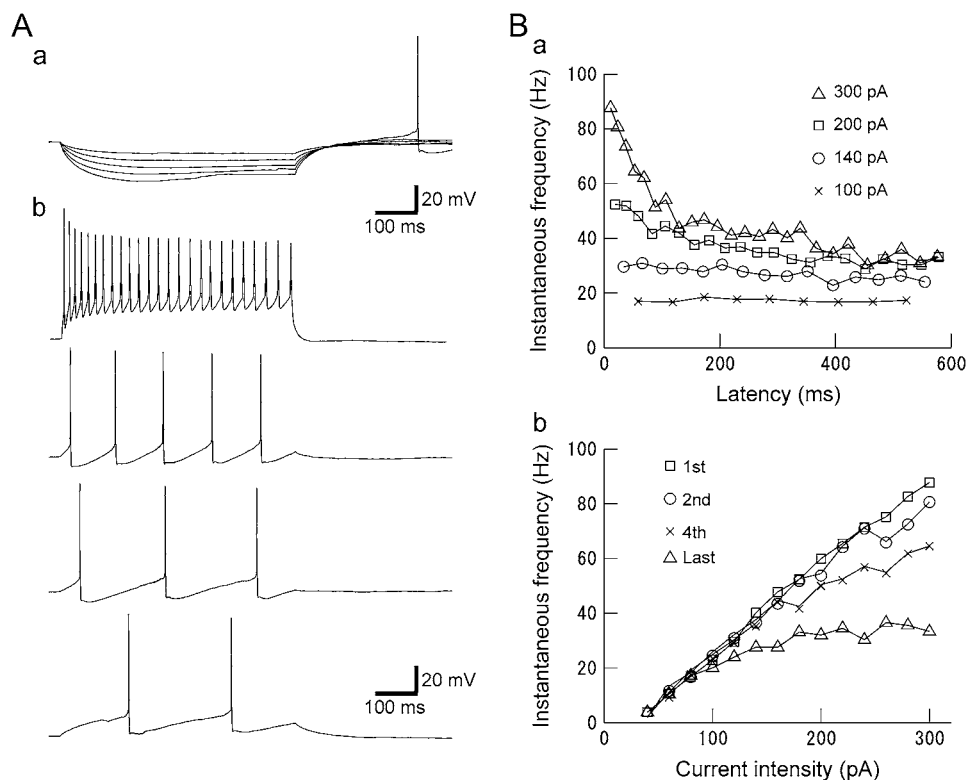 A
a
20 mV
100 ms
b
20 mV
100 ms
B
a
Instantaneous frequency (Hz)
100
80
60
40
20
0
300 pA
200 pA
140 pA
100 pA
0
200
400
600
Latency (ms)
b
Instantaneous frequency (Hz)
100
80
60
40
20
0
1st
2nd
4th
Last
0
100
200
300
Current intensity (pA)